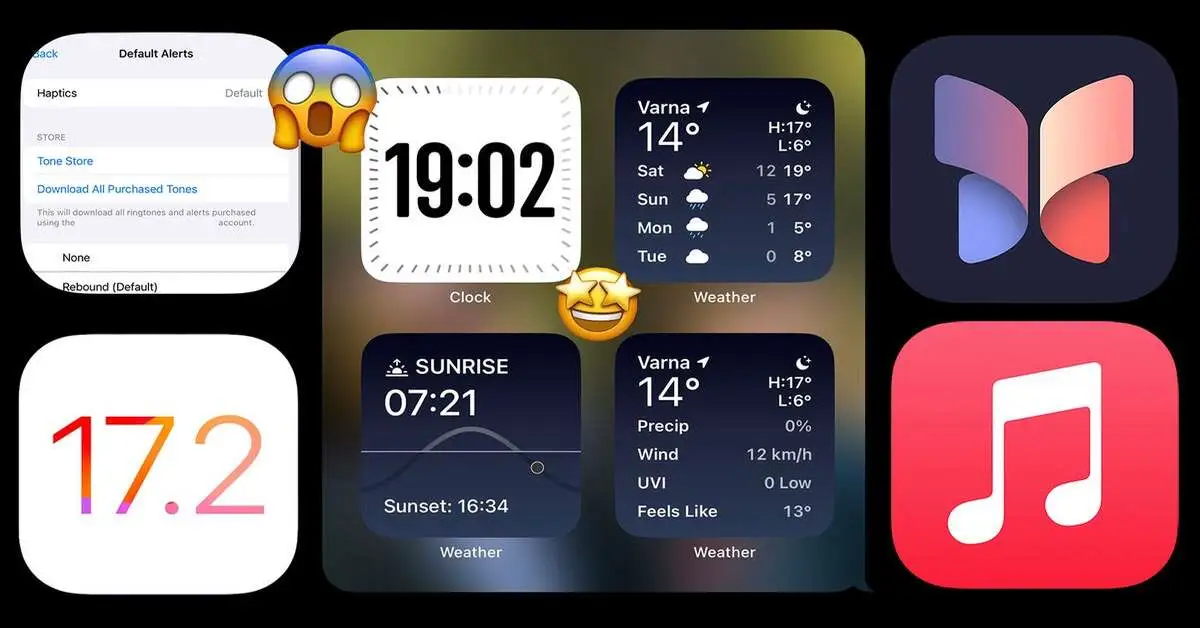 Back
Default Alerts
Haptics Default
STORE
Tone Store
Download All Purchased Tones
This will download all ringtones and alerts purchased
using the account.
None
Rebound (Default)
17.2
19:02
Clock
Varna
14° H:17°
L:6°
Sat 12 19°
Sun 5 17°
Mon 1 5°
Tue 0 8°
Weather
SUNRISE
07:21
Sunset: 16:34
Weather
Varna
14° H:17°
L:6°
Precip 0%
Wind 12 km/h
UVI 0 Low
Feels Like 13°
Weather